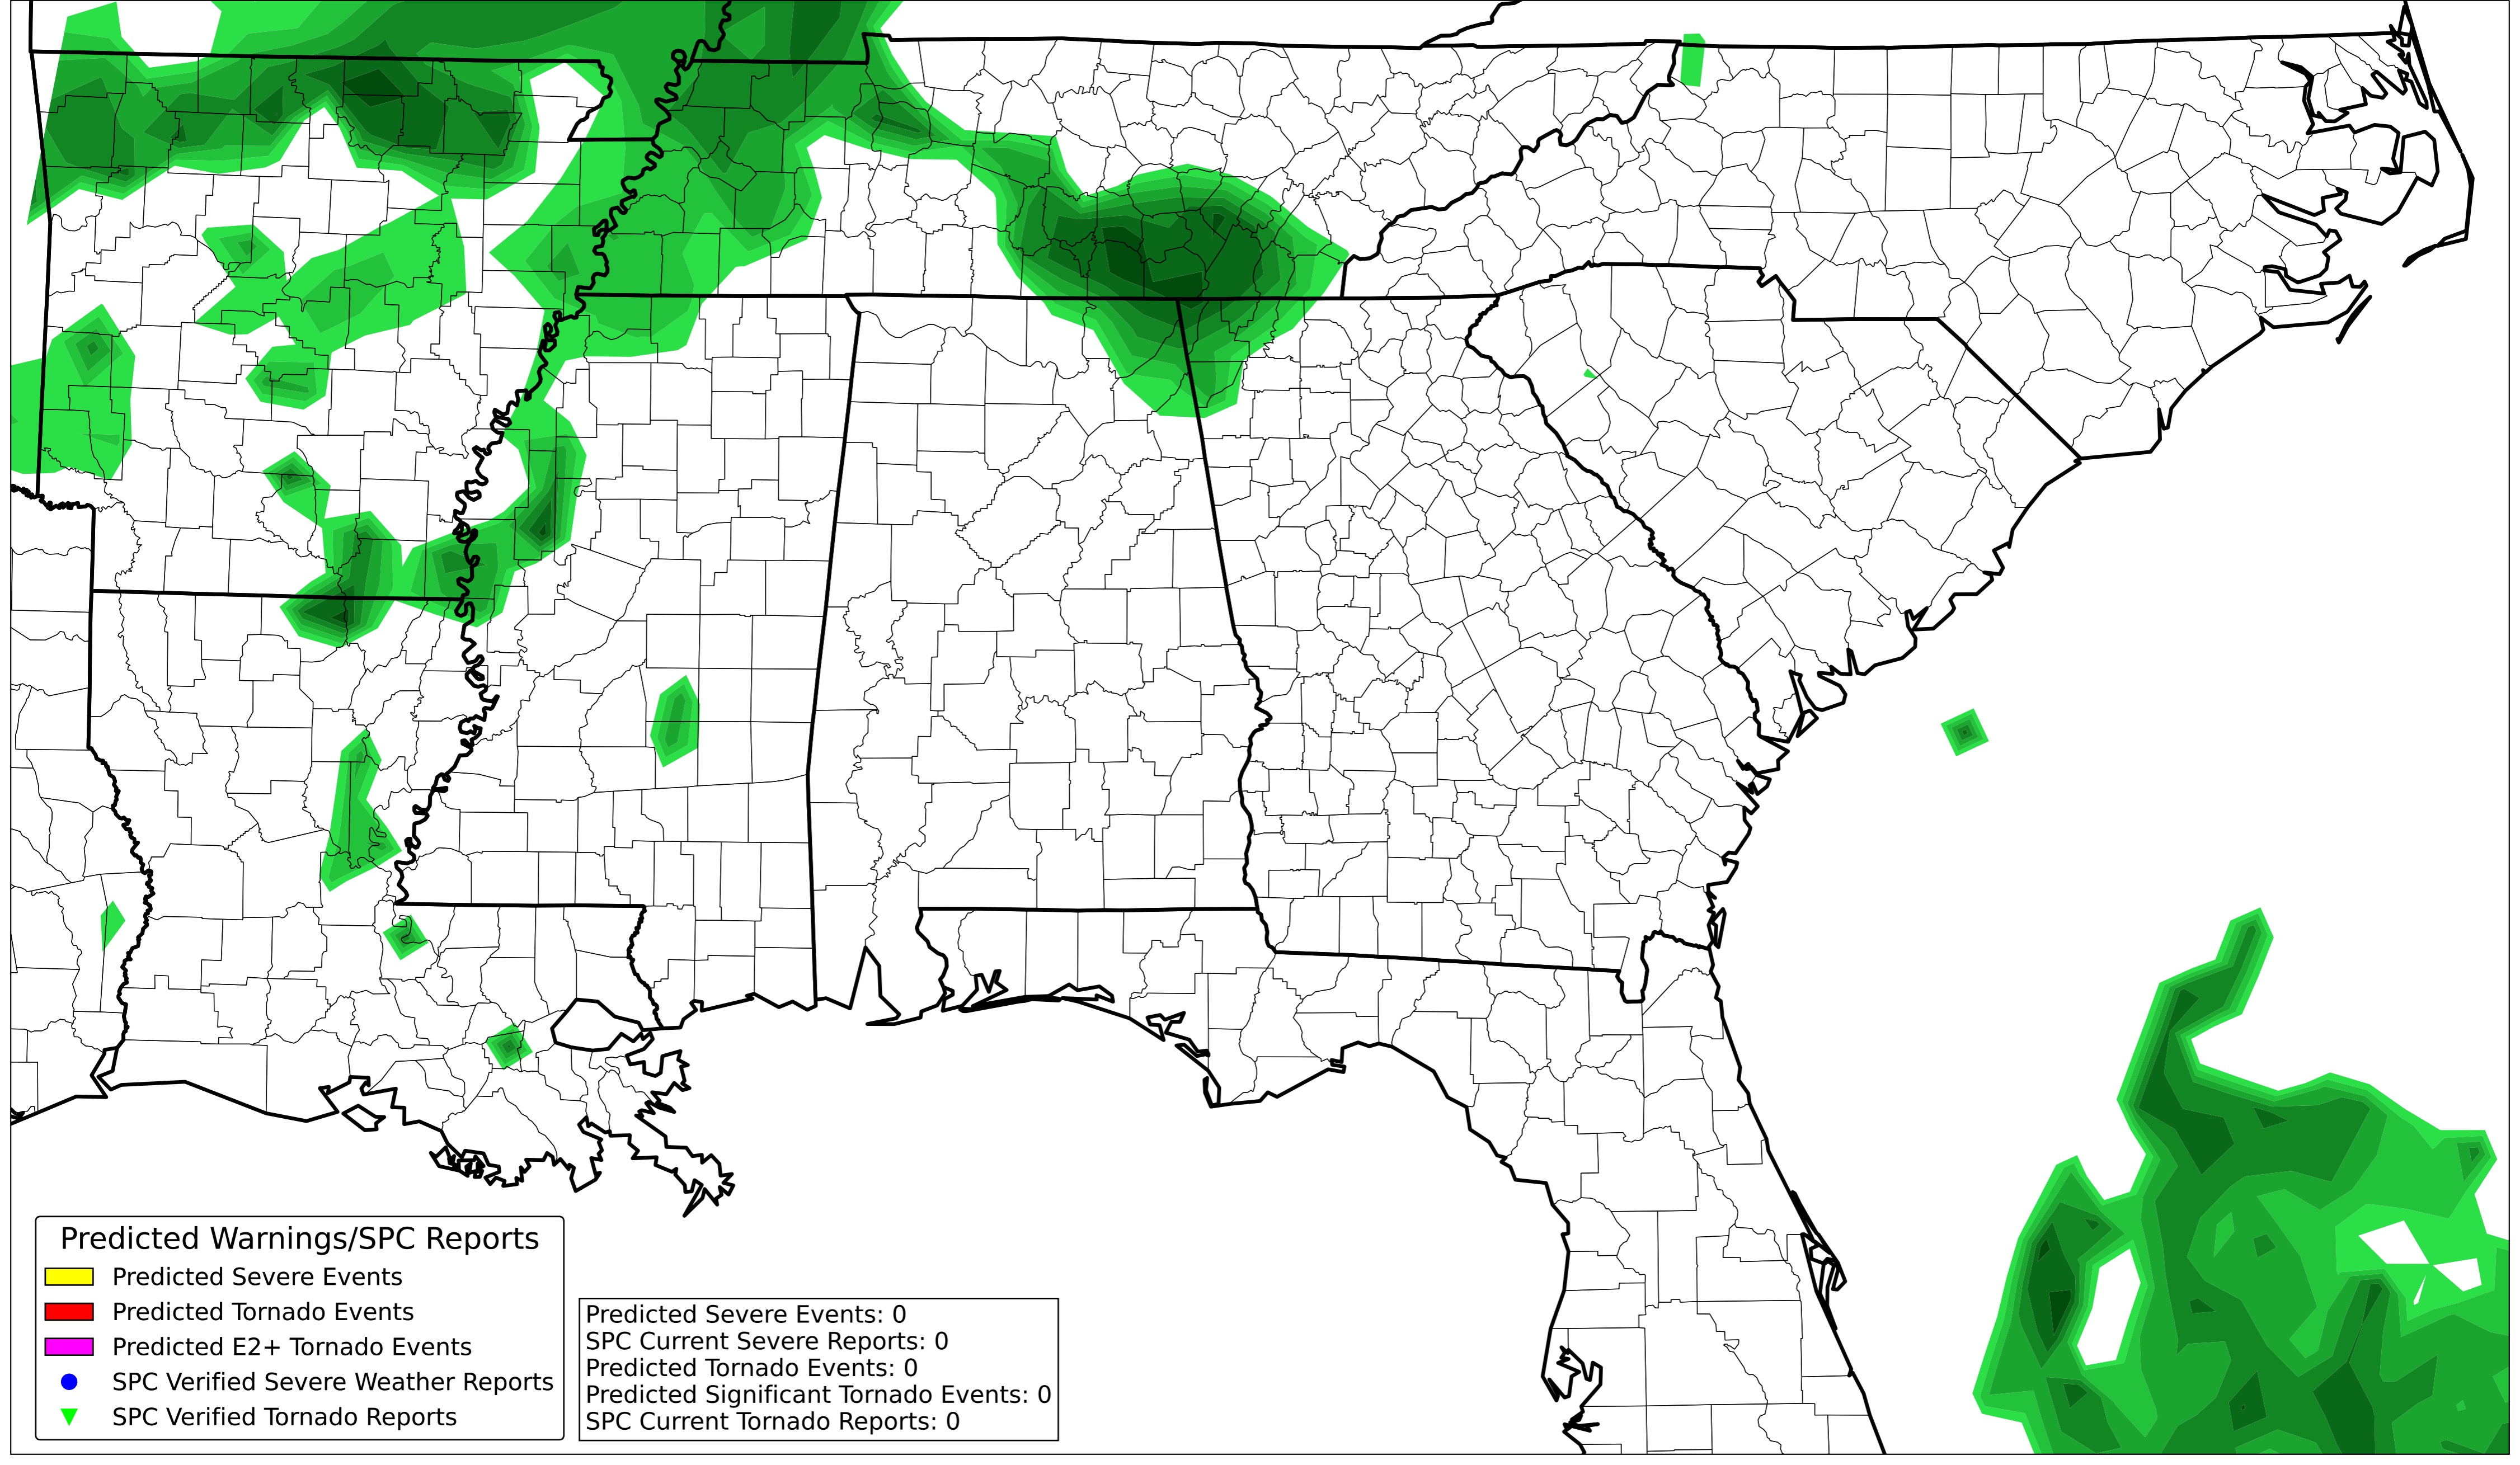 Predicted Warnings/SPC Reports
Predicted Severe Events
Predicted Tornado Events
Predicted E2+ Tornado Events
SPC Verified Severe Weather Reports
SPC Verified Tornado Reports
Predicted Severe Events: 0
SPC Current Severe Reports: 0
Predicted Tornado Events: 0
Predicted Significant Tornado Events: 0
SPC Current Tornado Reports: 0